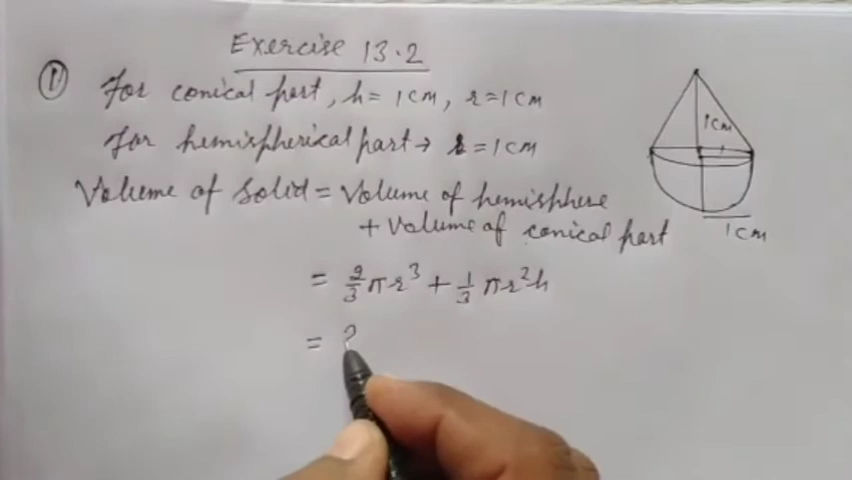 Exercise 13.2
① For conical part, h = 1cm, r = 1cm
For hemispherical part → r = 1cm
Volume of solid = Volume of hemisphere
+ Volume of conical part
= 2/3 πr³ + 1/3 πr²h
=
1cm
1
1cm